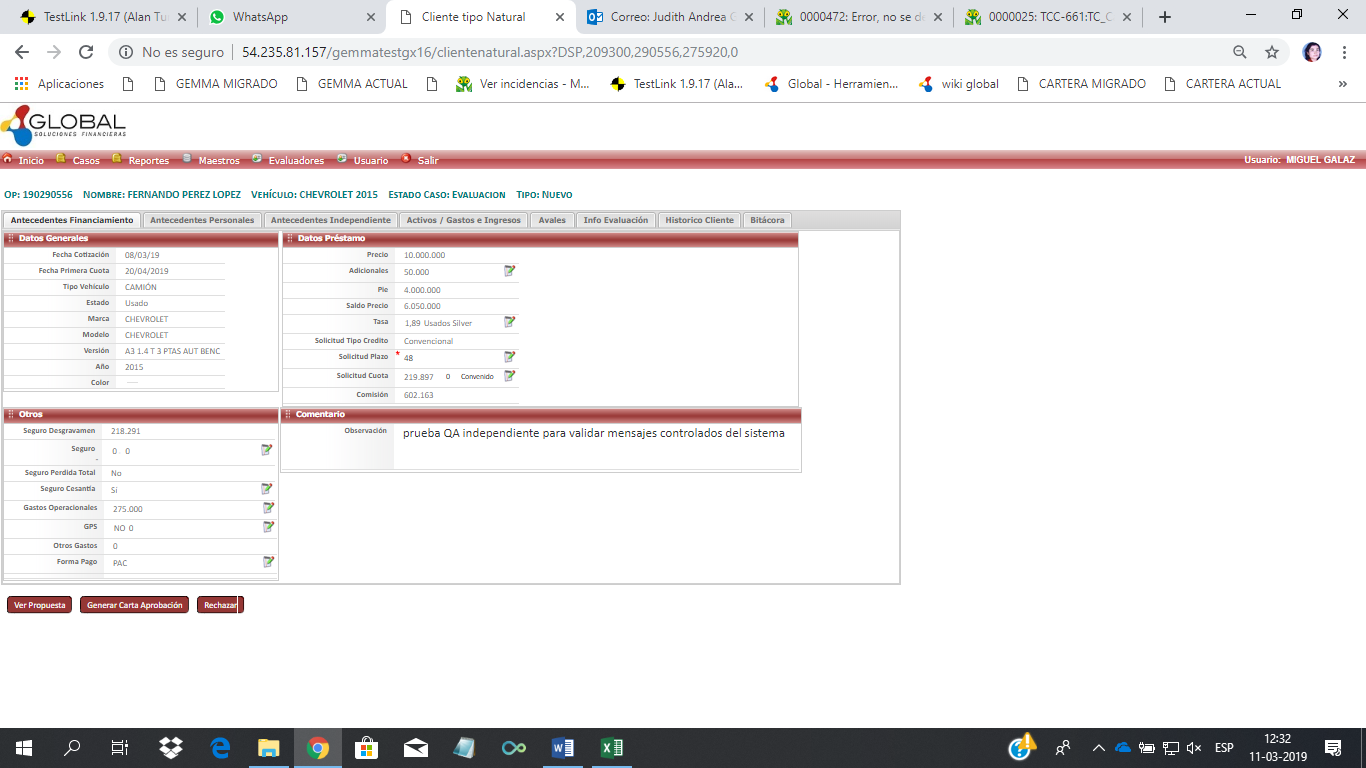 TestLink 1.9.17 (Alan Tu
WhatsApp
Cliente tipo Natural
Correo: Judith Andrea G
0000472: Error, no se de
0000025: TCC-661:TC_C
No es seguro | 54.235.81.157/gemmatestgx16/clientenatural.aspx?DSP,209300,290556,275920,0
Aplicaciones
GEMMA MIGRADO
GEMMA ACTUAL
Ver incidencias - M...
TestLink 1.9.17 (Ala...
Global - Herramien...
wiki global
CARTERA MIGRADO
CARTERA ACTUAL
»
GLOBAL
SOLUCIONES FINANCIERAS
Inicio Casos Reportes Maestros Evaluadores Usuario Salir
Usuario: MIGUEL GALAZ
OP: 190290556 NOMBRE: FERNANDO PEREZ LOPEZ VEHÍCULO: CHEVROLET 2015 ESTADO CASO: EVALUACION TIPO: NUEVO
Antecedentes Financiamiento
Antecedentes Personales
Antecedentes Independiente
Activos / Gastos e Ingresos
Avales
Info Evaluación
Historico Cliente
Bitácora
Datos Generales
Fecha Cotización 08/03/19
Fecha Primera Cuota 20/04/2019
Tipo Vehículo CAMIÓN
Estado Usado
Marca CHEVROLET
Modelo CHEVROLET
Versión A3 1.4 T 3 PTAS AUT BENC
Año 2015
Color ----
Datos Préstamo
Precio 10.000.000
Adicionales 50.000
Pie 4.000.000
Saldo Precio 6.050.000
Tasa 1,89 Usados Silver
Solicitud Tipo Credito Convencional
Solicitud Plazo * 48
Solicitud Cuota 219.897 0 Convenido
Comisión 602.163
Otros
Seguro Desgravamen 218.291
Seguro 0 0
-
Seguro Perdida Total No
Seguro Cesantía Sí
Gastos Operacionales 275.000
GPS NO 0
Otros Gastos 0
Forma Pago PAC
Comentario
Observación prueba QA independiente para validar mensajes controlados del sistema
Ver Propuesta
Generar Carta Aprobación
Rechazar
ESP
12:32
11-03-2019